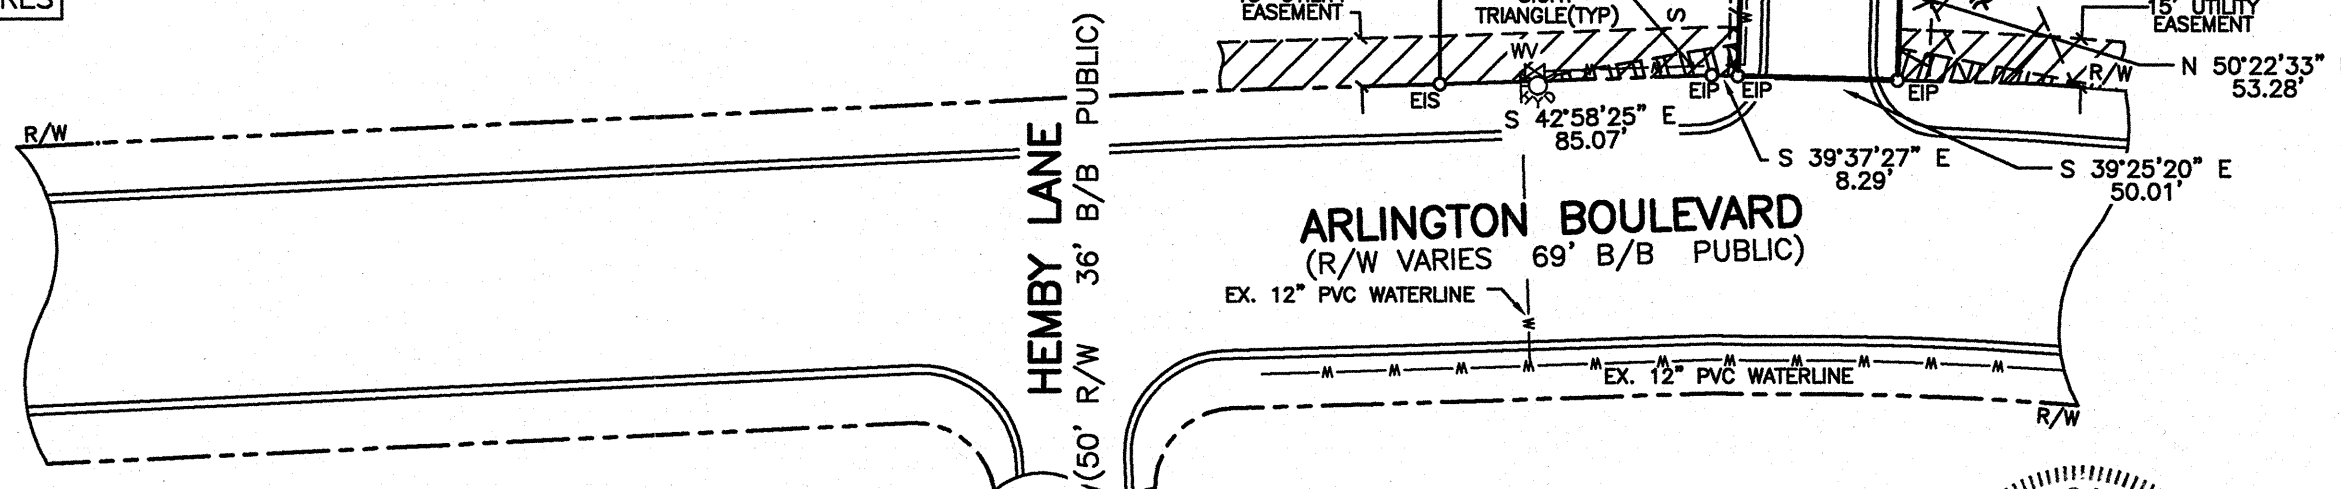 EASEMENT
TRIANGLE(TYP)
S
W
15' UTILITY
EASEMENT
WV
R/W
N 50°22'33"
53.28'
EIS
EIP
EIP
EIP
R/W
S 42°58'25" E
85.07'
S 39°37'27" E
8.29'
S 39°25'20" E
50.01'
HEMBY LANE
(50' R/W 36' B/B PUBLIC)
ARLINGTON BOULEVARD
(R/W VARIES 69' B/B PUBLIC)
EX. 12" PVC WATERLINE
W
W W W W W W W W W W W
EX. 12" PVC WATERLINE
R/W